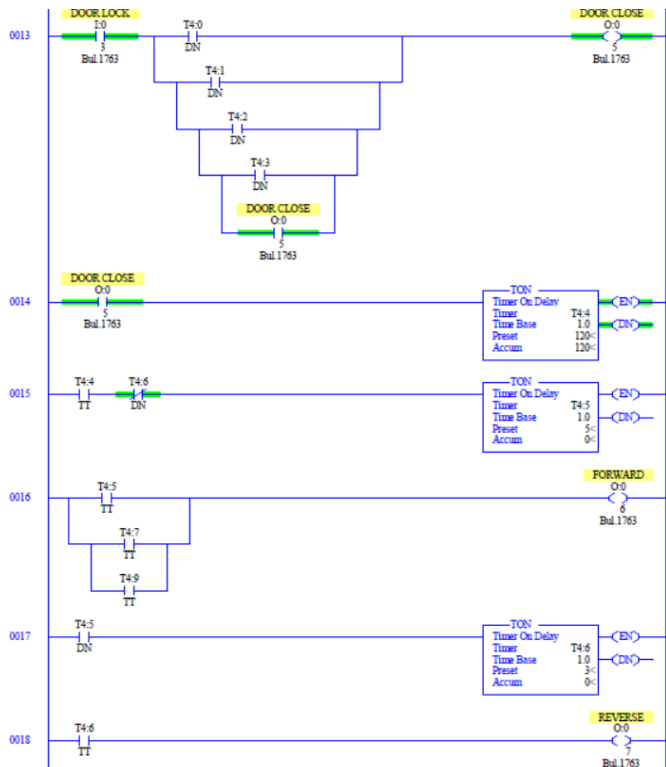 DOOR LOCK
I:0
3
Bul.1763
T4:0
DN
DOOR CLOSE
O:0
5
Bul.1763
0013
T4:1
DN
T4:2
DN
T4:3
DN
DOOR CLOSE
O:0
5
Bul.1763
DOOR CLOSE
O:0
5
Bul.1763
0014
TON
Timer On Delay
Timer T4:4
Time Base 1.0
Preset 120<
Accum 120<
EN
DN
0015
T4:4
TT
T4:6
DN
TON
Timer On Delay
Timer T4:5
Time Base 1.0
Preset 5<
Accum 0<
EN
DN
0016
T4:5
TT
T4:7
TT
T4:9
TT
FORWARD
O:0
6
Bul.1763
0017
T4:5
DN
TON
Timer On Delay
Timer T4:6
Time Base 1.0
Preset 3<
Accum 0<
EN
DN
0018
T4:6
TT
REVERSE
O:0
7
Bul.1763